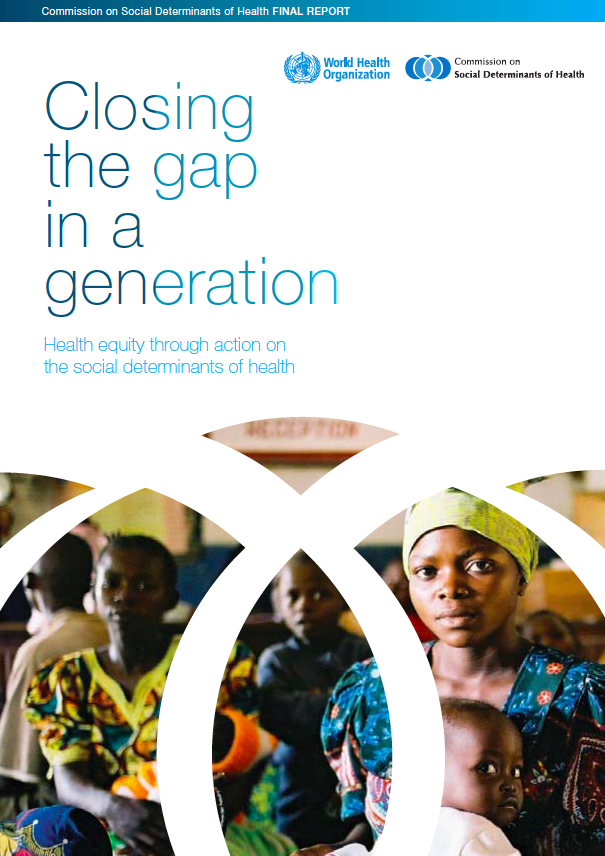 Commission on Social Determinants of Health FINAL REPORT
World Health
Organization
Commission on
Social Determinants of Health
Closing
the gap
in a
generation
Health equity through action on
the social determinants of health
RECEPTION